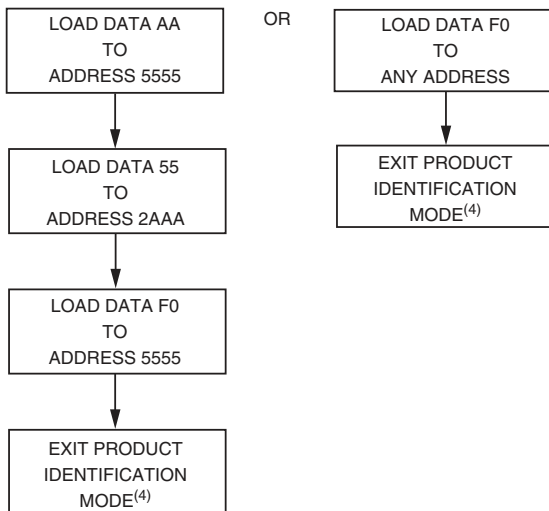 LOAD DATA AA
TO
ADDRESS 5555
LOAD DATA 55
TO
ADDRESS 2AAA
LOAD DATA F0
TO
ADDRESS 5555
EXIT PRODUCT
IDENTIFICATION
MODE(4)
OR
LOAD DATA F0
TO
ANY ADDRESS
EXIT PRODUCT
IDENTIFICATION
MODE(4)